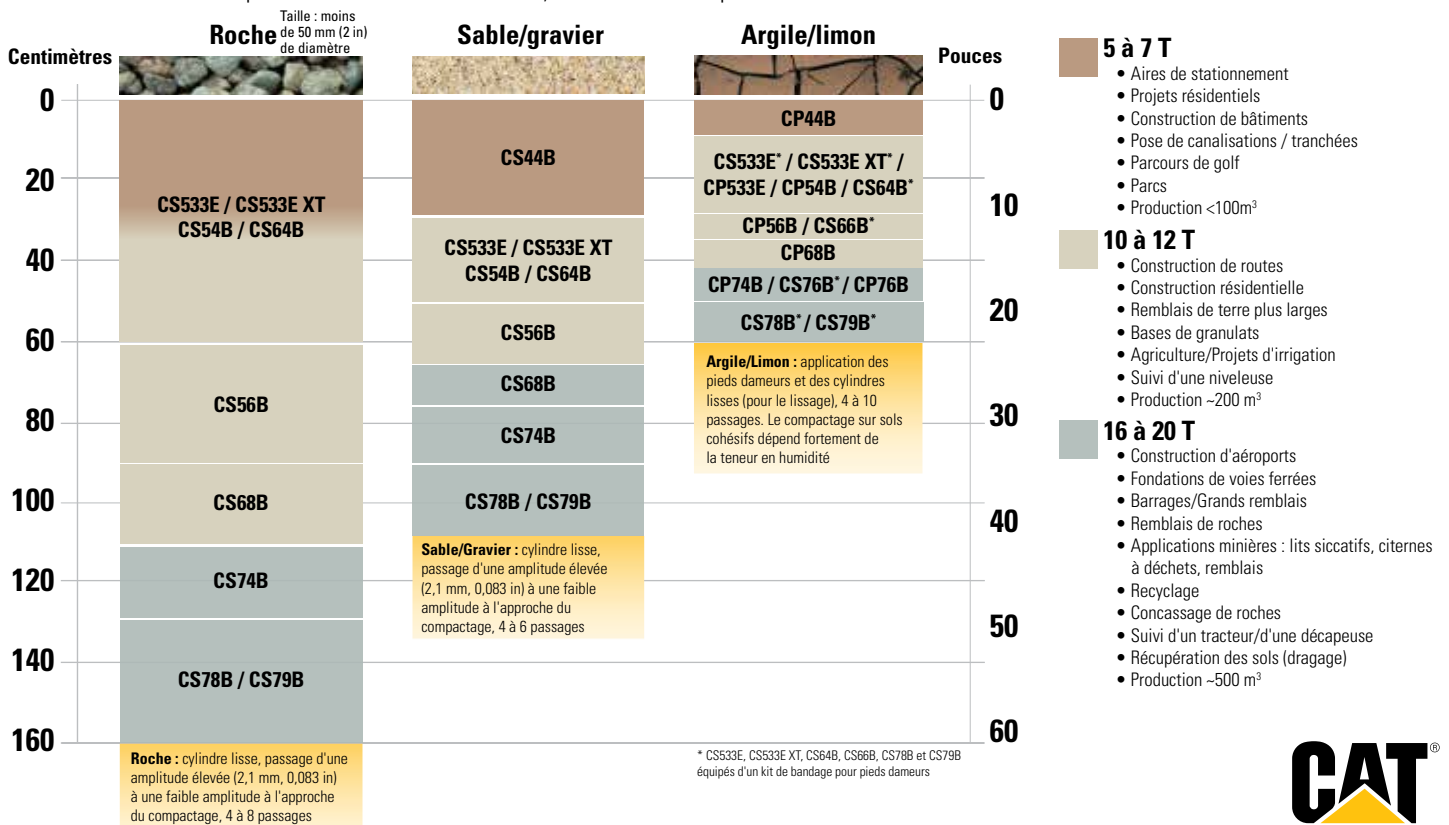 Taille : moins
de 50 mm (2 in)
de diamètre
Roche
Sable/gravier
Argile/limon
Centimètres
Pouces
0
20
40
60
80
100
120
140
160
CS533E / CS533E XT
CS54B / CS64B
CS56B
CS68B
CS74B
CS78B / CS79B
Roche : cylindre lisse, passage d'une
amplitude élevée (2,1 mm, 0,083 in)
à une faible amplitude à l'approche
du compactage, 4 à 8 passages
CS44B
CS533E / CS533E XT
CS54B / CS64B
CS56B
CS68B
CS74B
CS78B / CS79B
Sable/Gravier : cylindre lisse,
passage d'une amplitude élevée
(2,1 mm, 0,083 in) à une faible
amplitude à l'approche du
compactage, 4 à 6 passages
CP44B
CS533E* / CS533E XT* /
CP533E / CP54B / CS64B*
CP56B / CS66B*
CP68B
CP74B / CS76B* / CP76B
CS78B* / CS79B*
Argile/Limon : application des
pieds dameurs et des cylindres
lisses (pour le lissage), 4 à 10
passages. Le compactage sur sols
cohésifs dépend fortement de
la teneur en humidité
* CS533E, CS533E XT, CS64B, CS66B, CS78B et CS79B
équipés d'un kit de bandage pour pieds dameurs
0
10
20
30
40
50
60
5 à 7 T
• Aires de stationnement
• Projets résidentiels
• Construction de bâtiments
• Pose de canalisations / tranchées
• Parcours de golf
• Parcs
• Production <100m³
10 à 12 T
• Construction de routes
• Construction résidentielle
• Remblais de terre plus larges
• Bases de granulats
• Agriculture/Projets d'irrigation
• Suivi d'une niveleuse
• Production ~200 m³
16 à 20 T
• Construction d'aéroports
• Fondations de voies ferrées
• Barrages/Grands remblais
• Remblais de roches
• Applications minières : lits siccatifs, citernes
à déchets, remblais
• Recyclage
• Concassage de roches
• Suivi d'un tracteur/d'une décapeuse
• Récupération des sols (dragage)
• Production ~500 m³
CAT®